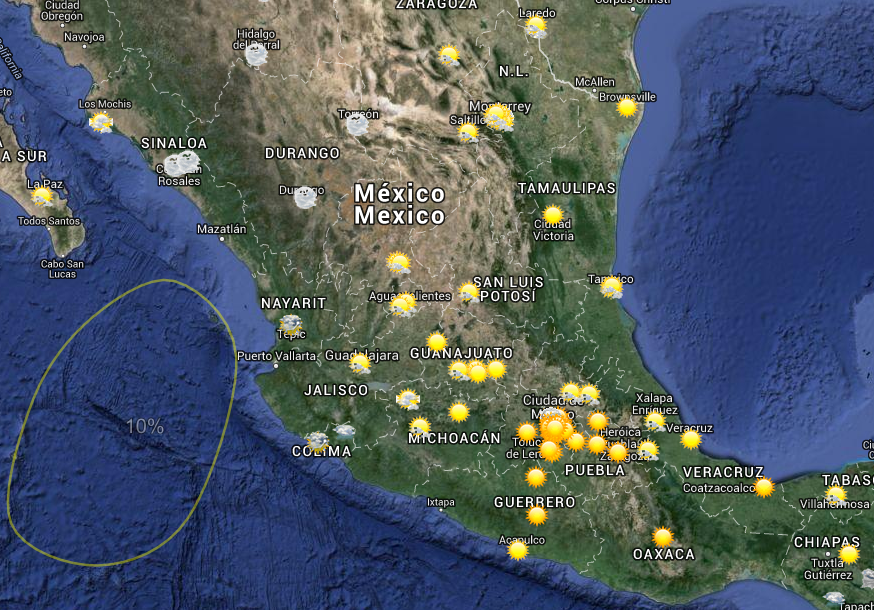 Ciudad
Obregón
Navojoa
ZARAGOZA
Laredo
Corpus Christi
Hidalgo
del Parral
California
N.L.
McAllen
Brownsville
Los Mochis
Torreón
Monterrey
Saltillo
SINALOA
A SUR
DURANGO
Rosales
La Paz
Durango
México
Mexico
TAMAULIPAS
Todos Santos
Mazatlán
Ciudad
Victoria
Cabo San
Lucas
Tampico
NAYARIT
Aguascalientes
SAN LUIS
POTOSÍ
Tepic
Puerto Vallarta
Guadalajara
GUANAJUATO
JALISCO
Ciudad de
México
Xalapa
Enríquez
10%
COLIMA
MICHOACÁN
Toluca
de Lerdo
Heróica
Puebla
Zaragoza
Veracruz
PUEBLA
VERACRUZ
Coatzacoalcos
TABASCO
Villahermosa
Ixtapa
GUERRERO
Acapulco
OAXACA
CHIAPAS
Tuxtla
Gutiérrez
Tapachula